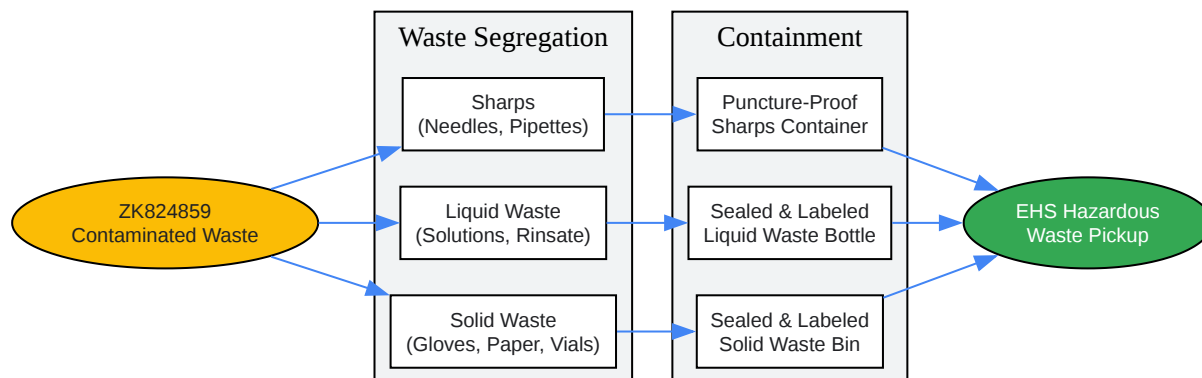 Waste Segregation
Containment
Sharps
(Needles, Pipettes)
Puncture-Proof
Sharps Container
ZK824859
Contaminated Waste
Liquid Waste
(Solutions, Rinsate)
Sealed & Labeled
Liquid Waste Bottle
EHS Hazardous
Waste Pickup
Solid Waste
(Gloves, Paper, Vials)
Sealed & Labeled
Solid Waste Bin